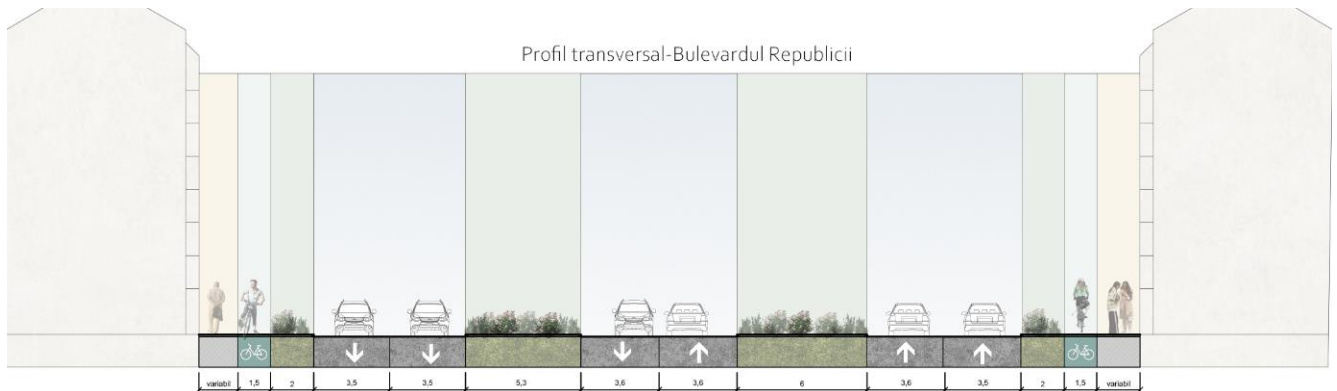 Profil transversal-Bulevardul Republicii
variabil 1,5 2 3,5 3,5 5,3 3,6 3,6 6 3,6 3,5 2 1,5 variabil